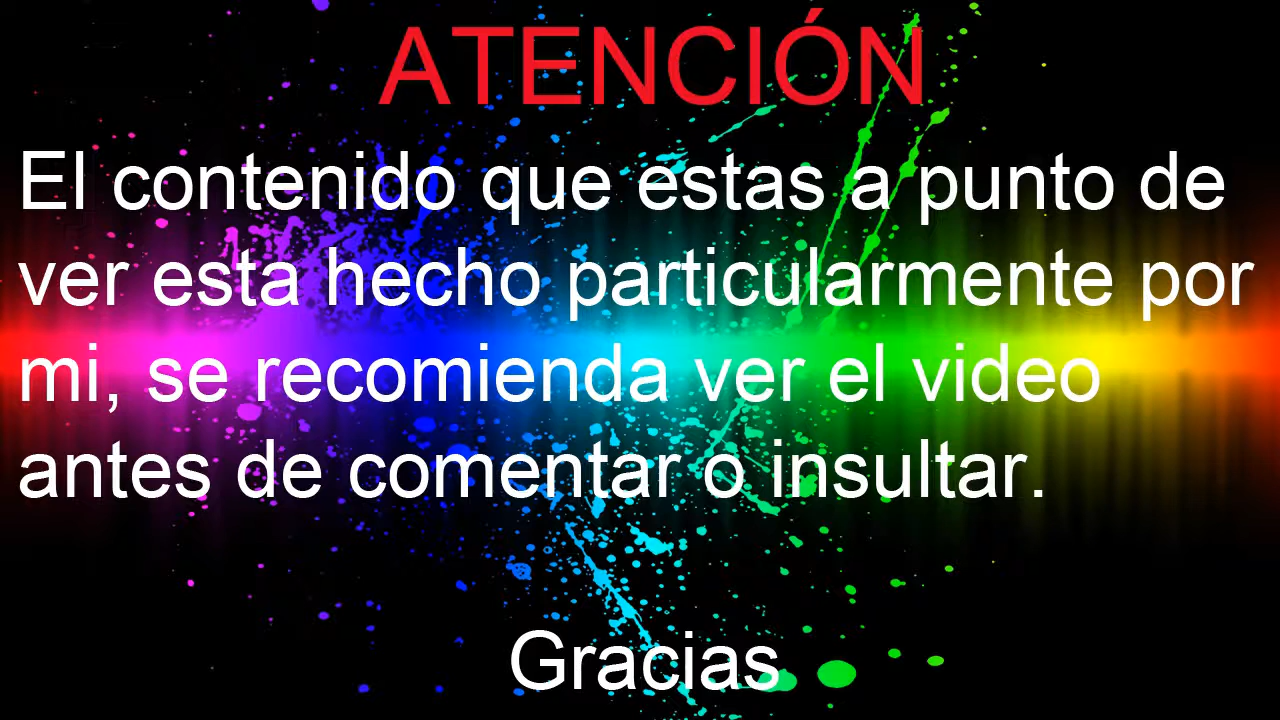 ATENCIÓN
El contenido que estas a punto de
ver esta hecho particularmente por
mi, se recomienda ver el video
antes de comentar o insultar.
Gracias